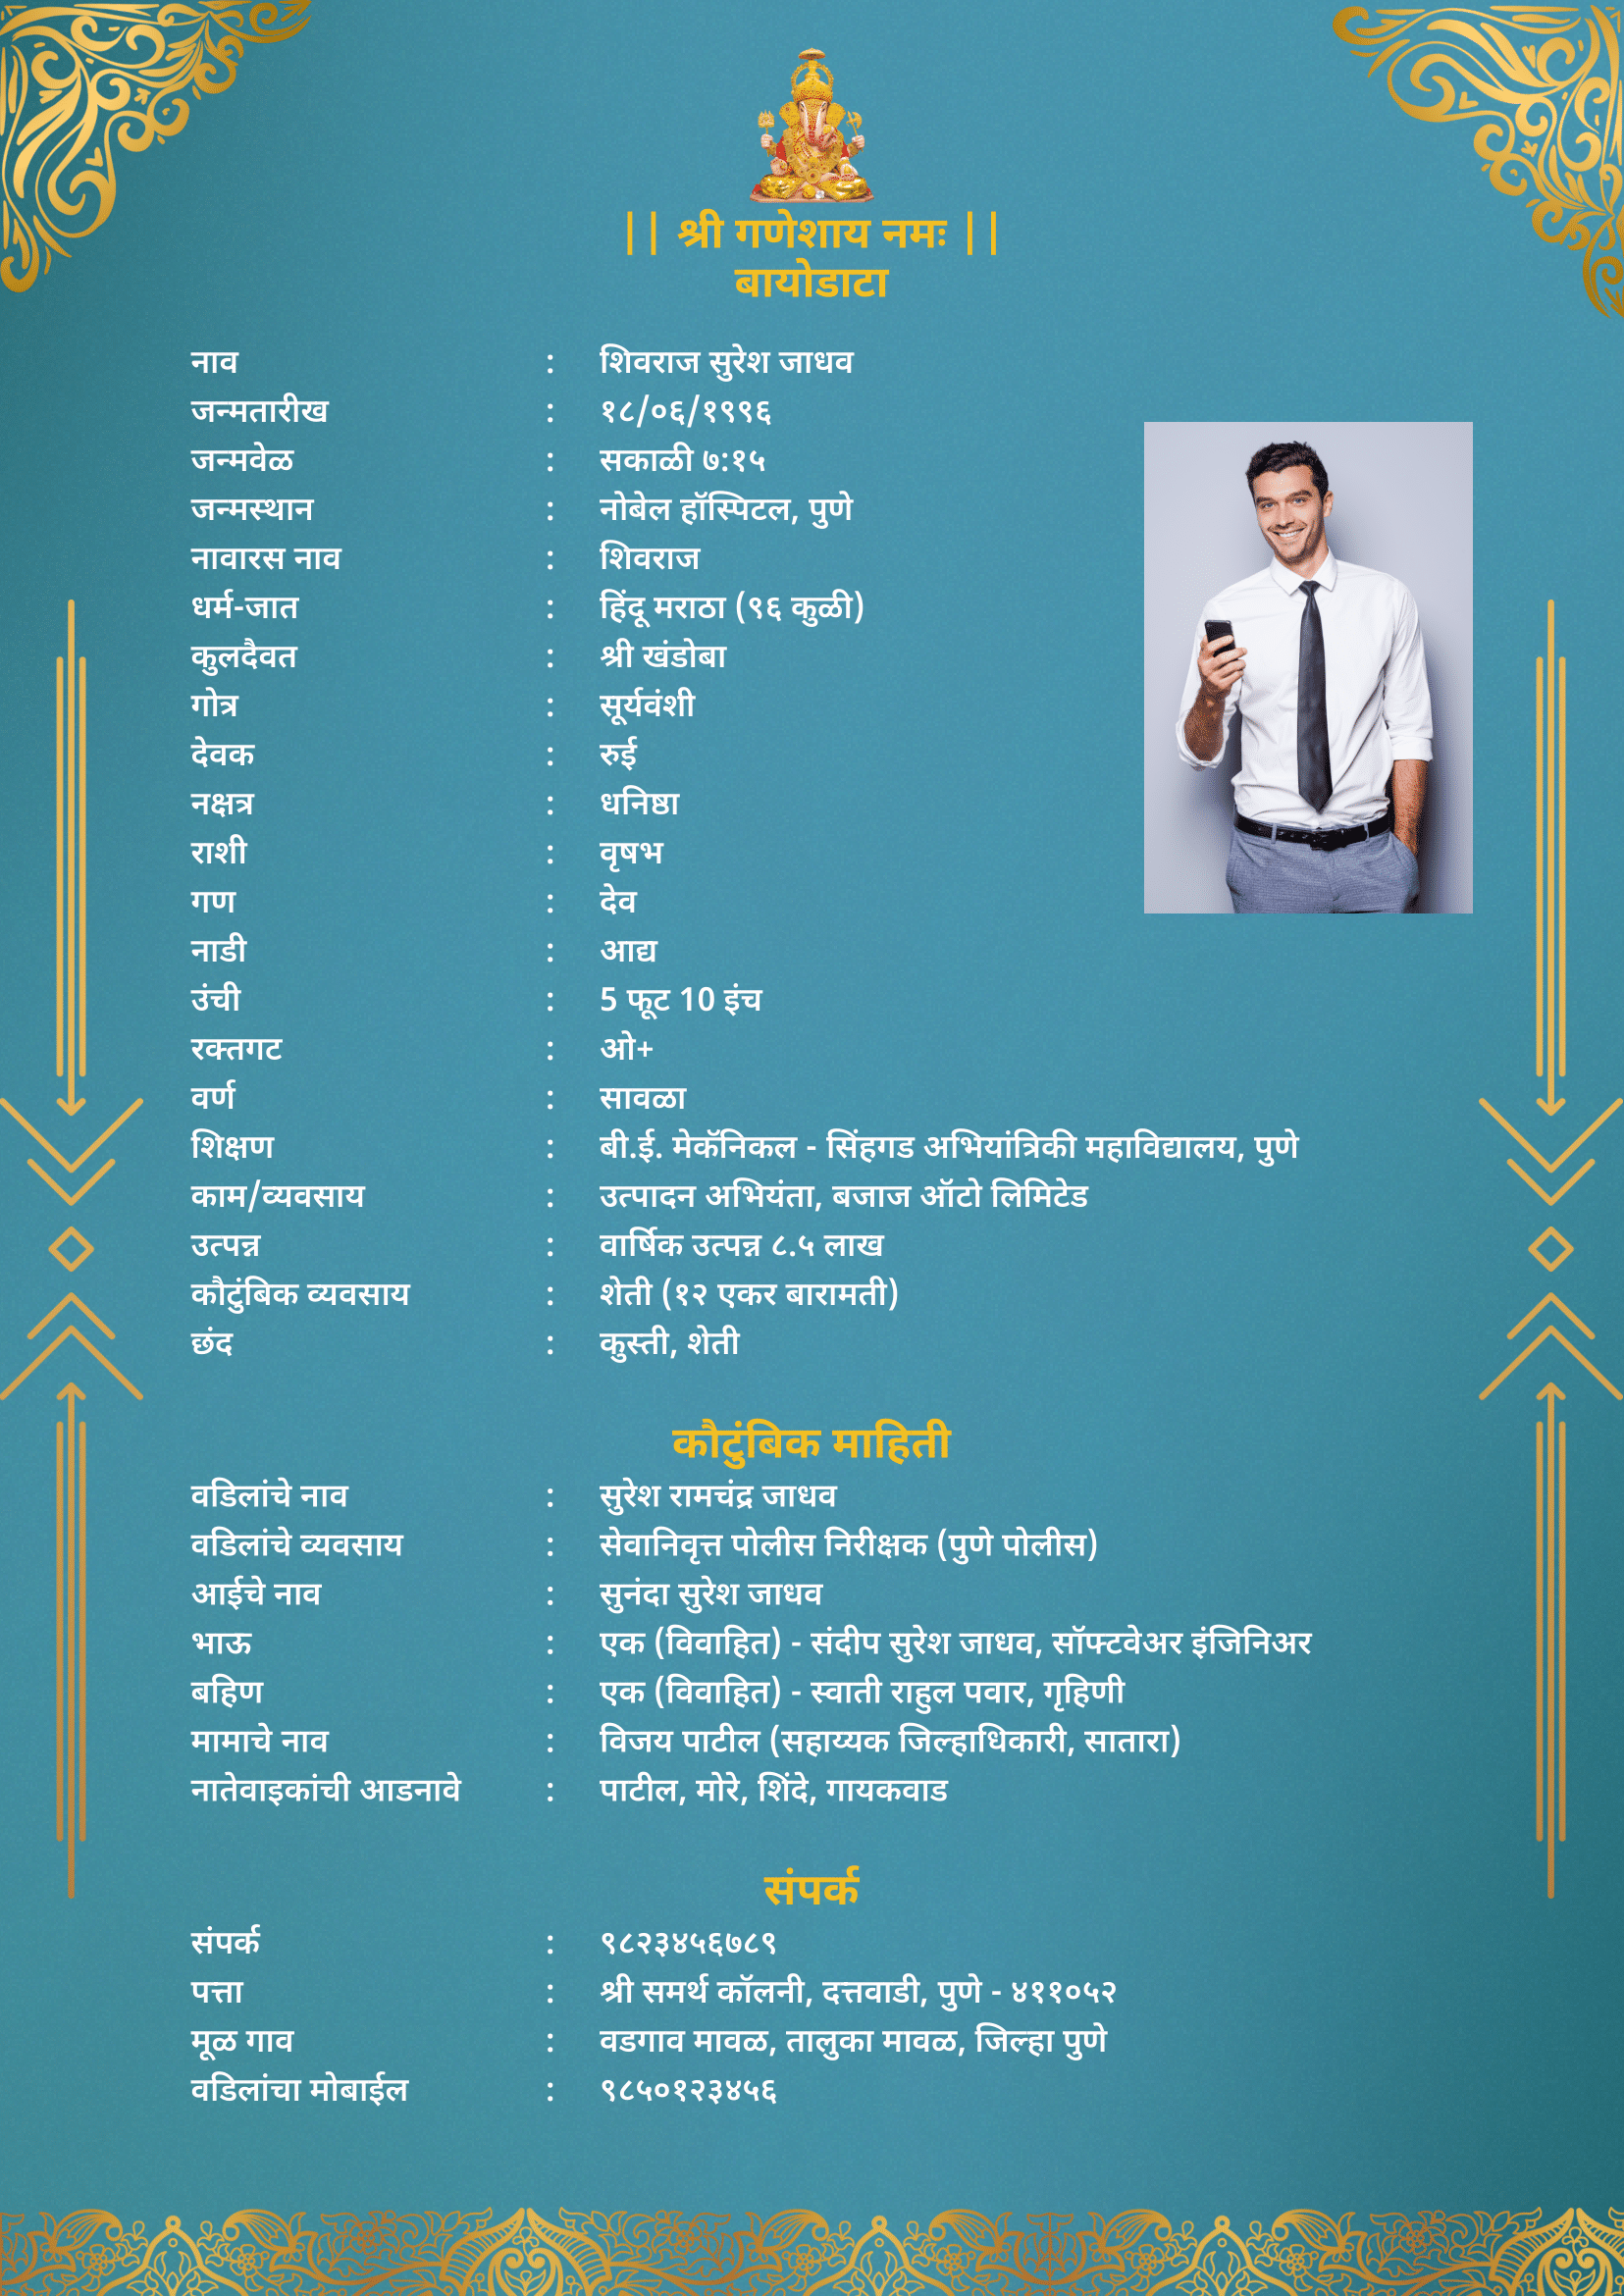 || श्री गणेशाय नमः ||
बायोडाटा
नाव : शिवराज सुरेश जाधव
जन्मतारीख : १८/०६/१९९६
जन्मवेळ : सकाळी ७:१५
जन्मस्थान : नोबेल हॉस्पिटल, पुणे
नावारस नाव : शिवराज
धर्म-जात : हिंदू मराठा (९६ कुळी)
कुलदैवत : श्री खंडोबा
गोत्र : सूर्यवंशी
देवक : रुई
नक्षत्र : धनिष्ठा
राशी : वृषभ
गण : देव
नाडी : आद्य
उंची : 5 फूट 10 इंच
रक्तगट : ओ+
वर्ण : सावळा
शिक्षण : बी.ई. मेकॅनिकल - सिंहगड अभियांत्रिकी महाविद्यालय, पुणे
काम/व्यवसाय : उत्पादन अभियंता, बजाज ऑटो लिमिटेड
उत्पन्न : वार्षिक उत्पन्न ८.५ लाख
कौटुंबिक व्यवसाय : शेती (१२ एकर बारामती)
छंद : कुस्ती, शेती
कौटुंबिक माहिती
वडिलांचे नाव : सुरेश रामचंद्र जाधव
वडिलांचे व्यवसाय : सेवानिवृत्त पोलीस निरीक्षक (पुणे पोलीस)
आईचे नाव : सुनंदा सुरेश जाधव
भाऊ : एक (विवाहित) - संदीप सुरेश जाधव, सॉफ्टवेअर इंजिनिअर
बहिण : एक (विवाहित) - स्वाती राहुल पवार, गृहिणी
मामाचे नाव : विजय पाटील (सहाय्यक जिल्हाधिकारी, सातारा)
नातेवाइकांची आडनावे : पाटील, मोरे, शिंदे, गायकवाड
संपर्क
संपर्क : ९८२३४५६७८९
पत्ता : श्री समर्थ कॉलनी, दत्तवाडी, पुणे - ४११०५२
मूळ गाव : वडगाव मावळ, तालुका मावळ, जिल्हा पुणे
वडिलांचा मोबाईल : ९८५०१२३४५६